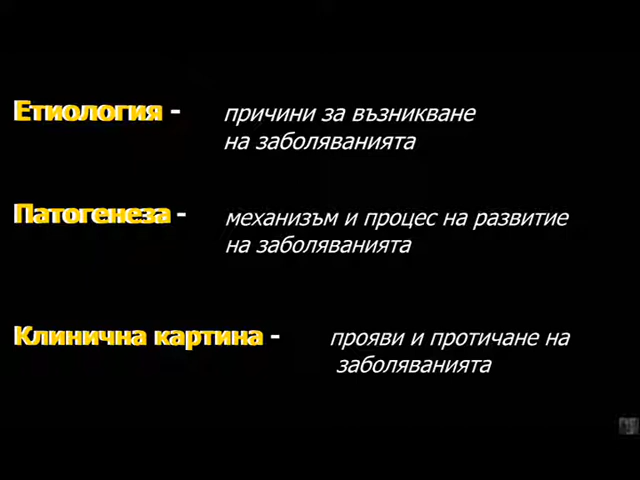 Етиология - причини за възникване
на заболяванията
Патогенеза - механизъм и процес на развитие
на заболяванията
Клинична картина - прояви и протичане на
заболяванията